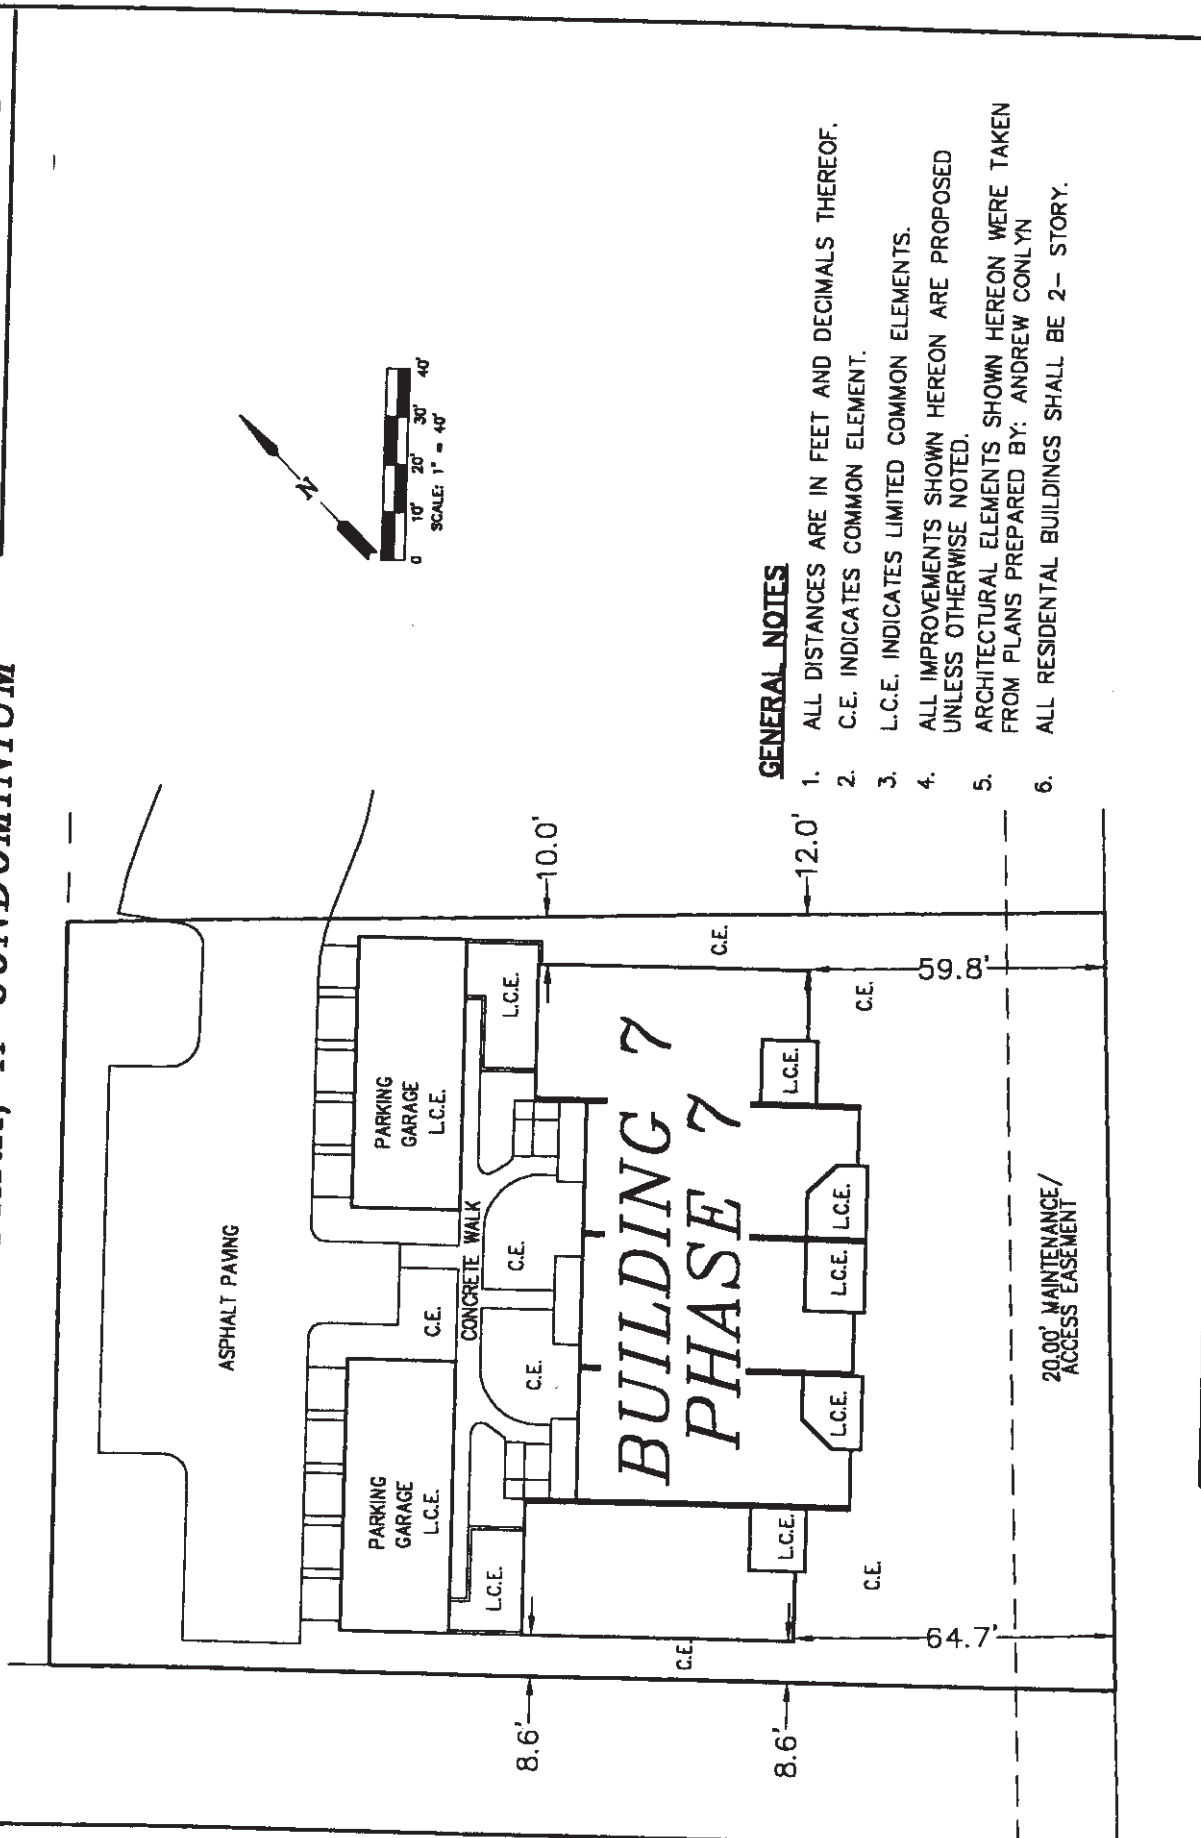 A CONDOMINIUM
N
0 10' 20' 30' 40'
SCALE: 1" = 40'
ASPHALT PAVING
PARKING
GARAGE
L.C.E.
PARKING
GARAGE
L.C.E.
C.E.
CONCRETE WALK
L.C.E.
C.E.
C.E.
L.C.E.
8.6'
10.0'
BUILDING 7
PHASE 7
C.E.
C.E.
8.6'
12.0'
L.C.E.
L.C.E.
L.C.E.
L.C.E.
L.C.E.
C.E.
C.E.
64.7'
59.8'
20.00' MAINTENANCE/
ACCESS EASEMENT
GENERAL NOTES
1. ALL DISTANCES ARE IN FEET AND DECIMALS THEREOF.
2. C.E. INDICATES COMMON ELEMENT.
3. L.C.E. INDICATES LIMITED COMMON ELEMENTS.
4. ALL IMPROVEMENTS SHOWN HEREON ARE PROPOSED
UNLESS OTHERWISE NOTED.
5. ARCHITECTURAL ELEMENTS SHOWN HEREON WERE TAKEN
FROM PLANS PREPARED BY: ANDREW CONLYN
6. ALL RESIDENTAL BUILDINGS SHALL BE 2- STORY.